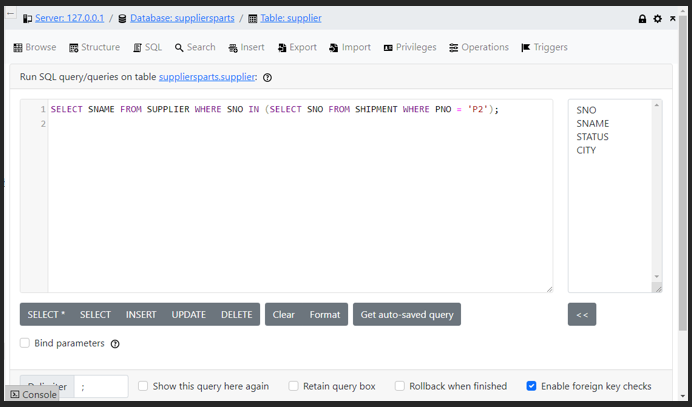 Server: 127.0.0.1 / Database: suppliersparts / Table: supplier
Browse Structure SQL Search Insert Export Import Privileges Operations Triggers
Run SQL query/queries on table suppliersparts.supplier:
1 SELECT SNAME FROM SUPPLIER WHERE SNO IN (SELECT SNO FROM SHIPMENT WHERE PNO = 'P2');
2
SNO
SNAME
STATUS
CITY
SELECT * SELECT INSERT UPDATE DELETE Clear Format Get auto-saved query <<
Bind parameters
Delimiter ; Show this query here again Retain query box Rollback when finished Enable foreign key checks
Console